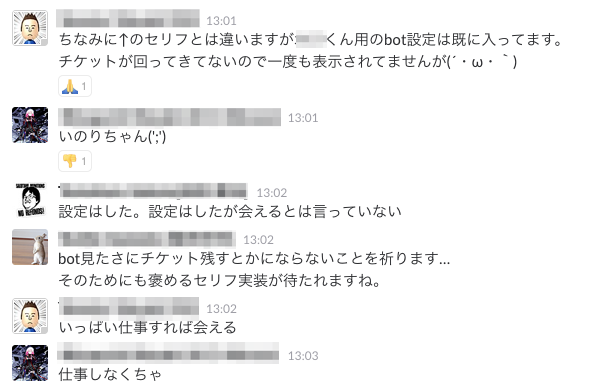 13:01
ちなみに↑のセリフとは違いますが くん用のbot設定は既に入ってます。
チケットが回ってきてないので一度も表示されてませんが(´・ω・｀)
1
13:01
いのりちゃん(';')
1
13:02
設定はした。設定はしたが会えるとは言っていない
13:02
bot見たさにチケット残すとかにならないことを祈ります...
そのためにも褒めるセリフ実装が待たれますね。
13:02
いっぱい仕事すれば会える
13:03
仕事しなくちゃ